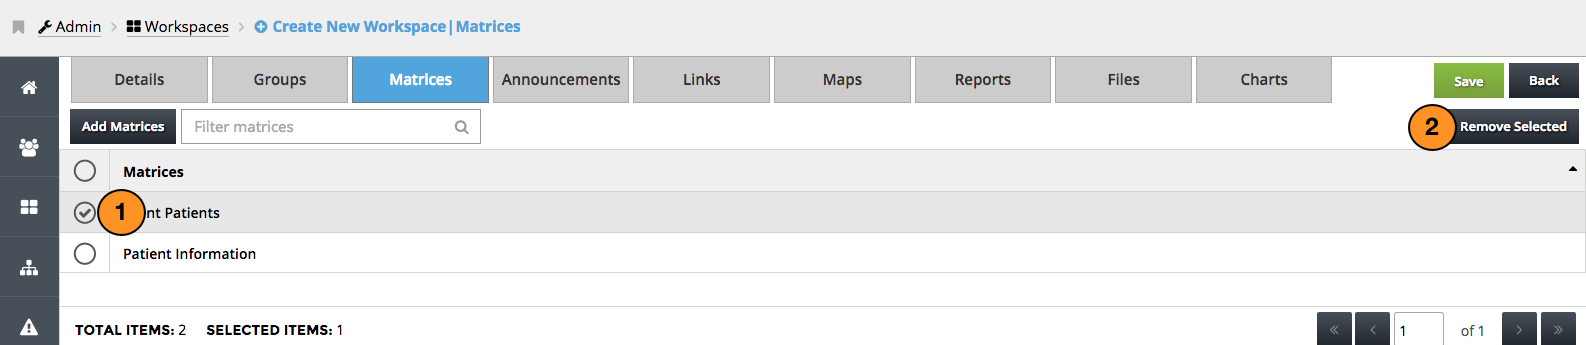 Admin > Workspaces > Create New Workspace|Matrices
Details Groups Matrices Announcements Links Maps Reports Files Charts Save Back
Add Matrices Filter matrices 2 Remove Selected
Matrices
1 nt Patients
Patient Information
TOTAL ITEMS: 2 SELECTED ITEMS: 1 « < 1 of 1 > »